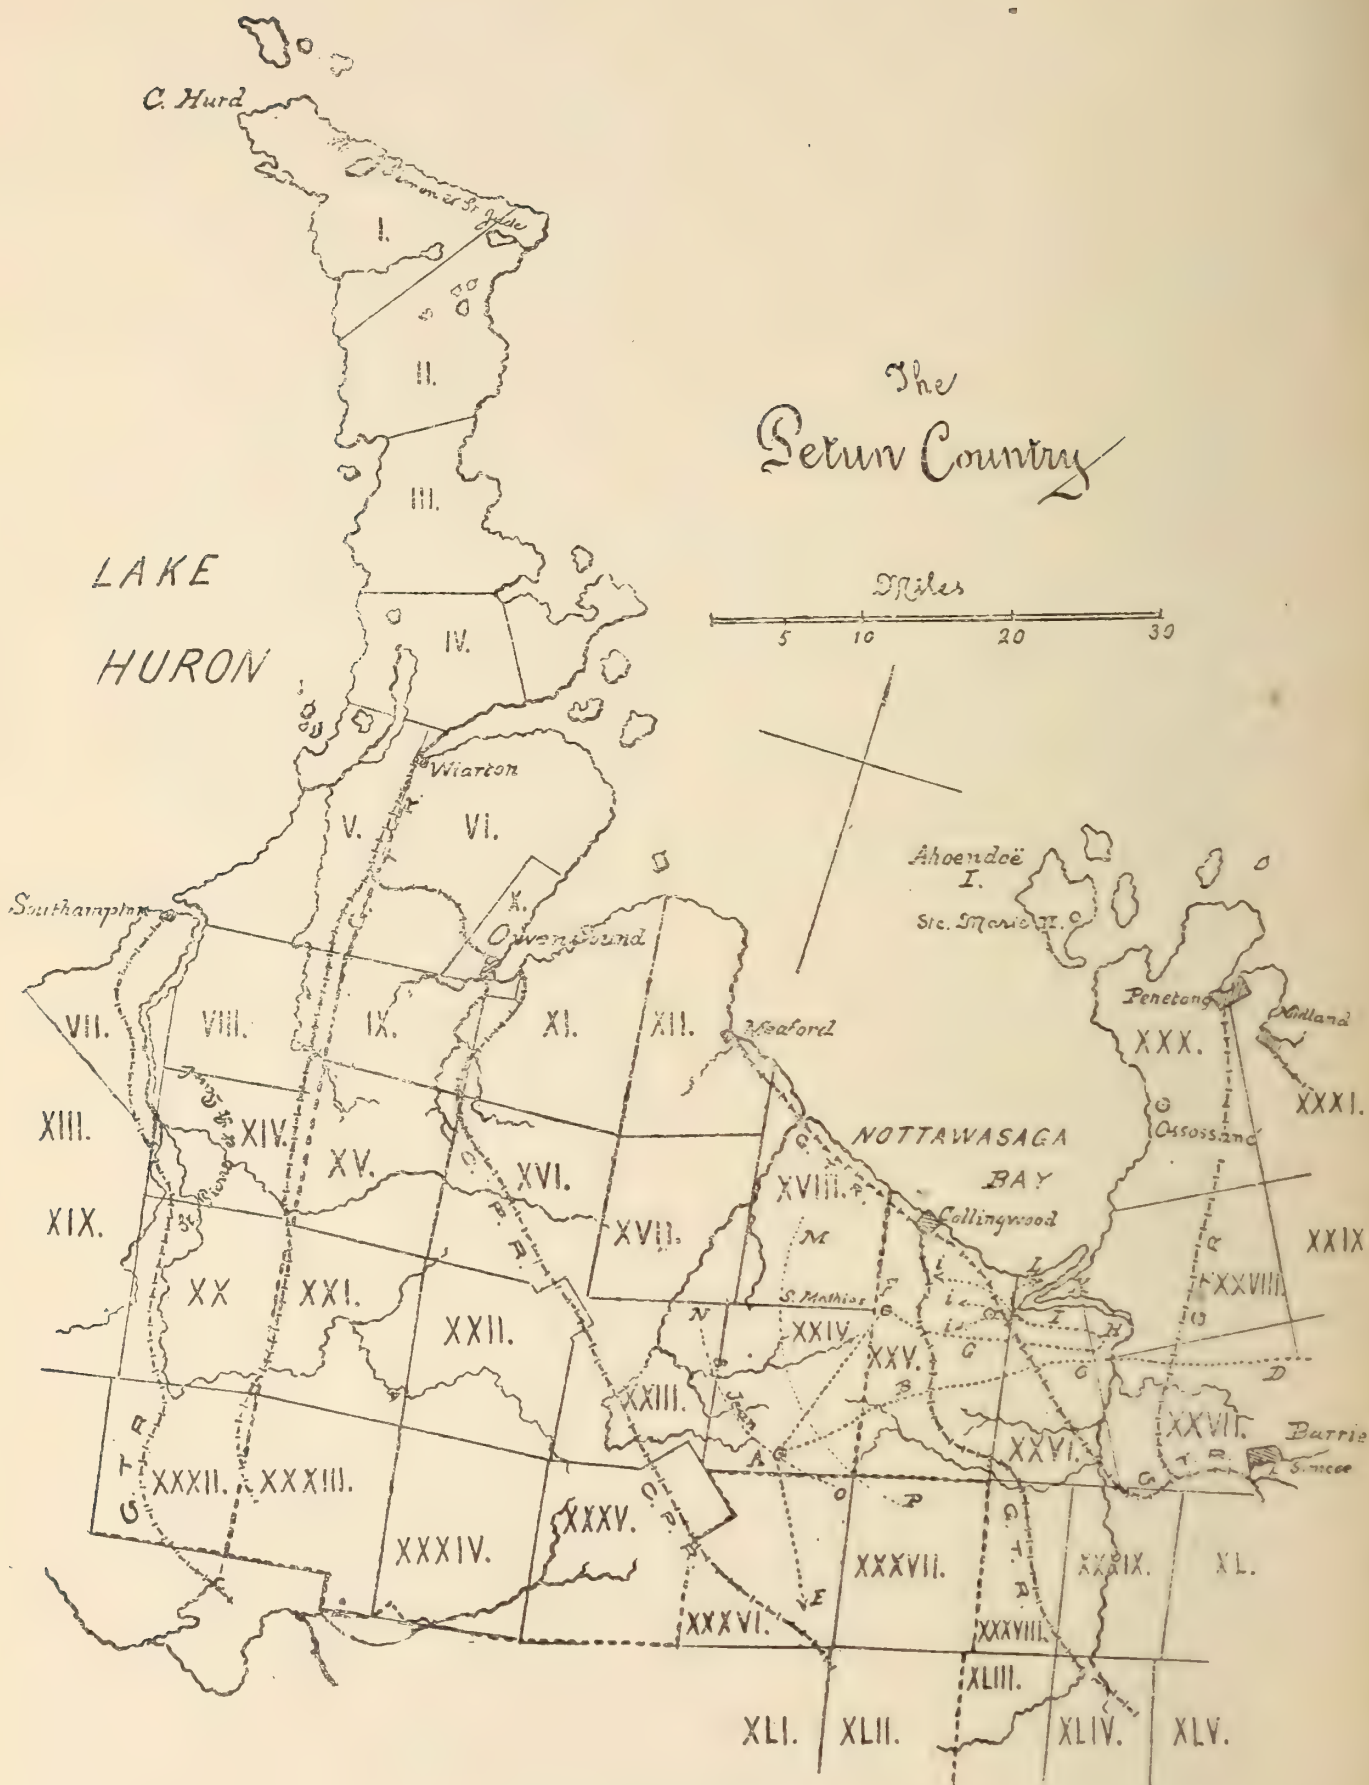 C. Hurd
I.
II.
III.
The
Petun Country
LAKE
HURON
Miles
5 10 20 30
IV.
Wiarton
V.
VI.
Ahoendoë
I.
Ste. Marie II.
Southampton
X.
Owen Sound
VII.
VIII.
IX.
XI.
XII.
Meaford
Penetang
Midland
XXX.
XXXI.
Ossossané
NOTTAWASAGA
BAY
XIII.
XIV.
XV.
XVI.
XVII.
XVIII.
Collingwood
XIX.
XX
XXI.
XXII.
M
N
S. Mathias
XXIV.
XXV.
XXIII.
S. Jean
L
I
H
G
C
D
B
A
XXIX
XXVIII.
XXVII.
XXVI.
Barrie
L. Simcoe
G. T. R.
C. P. R.
XXXII.
XXXIII.
XXXIV.
XXXV.
C. P.
O
P
E
XXXVI.
XXXVII.
G. T. R.
XXXVIII.
XXXIX.
XL.
XLI.
XLII.
XLIII.
XLIV.
XLV.